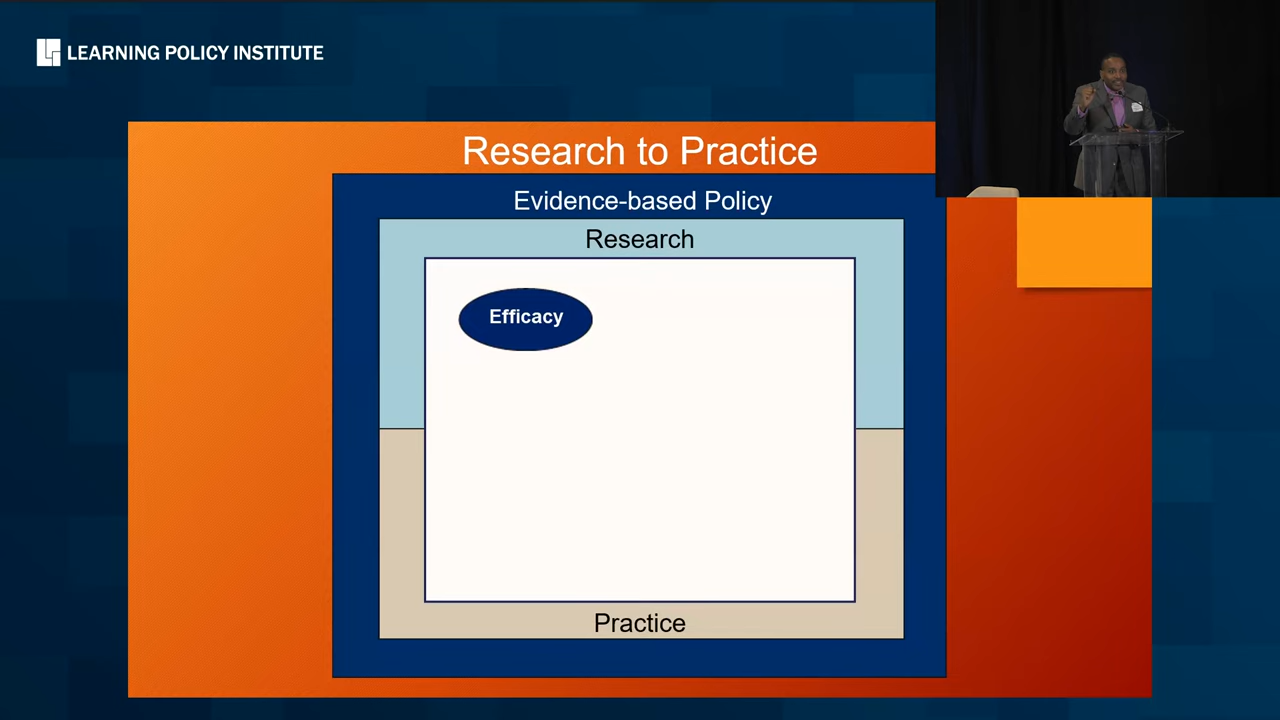 LEARNING POLICY INSTITUTE
Research to Practice
Evidence-based Policy
Research
Efficacy
Practice